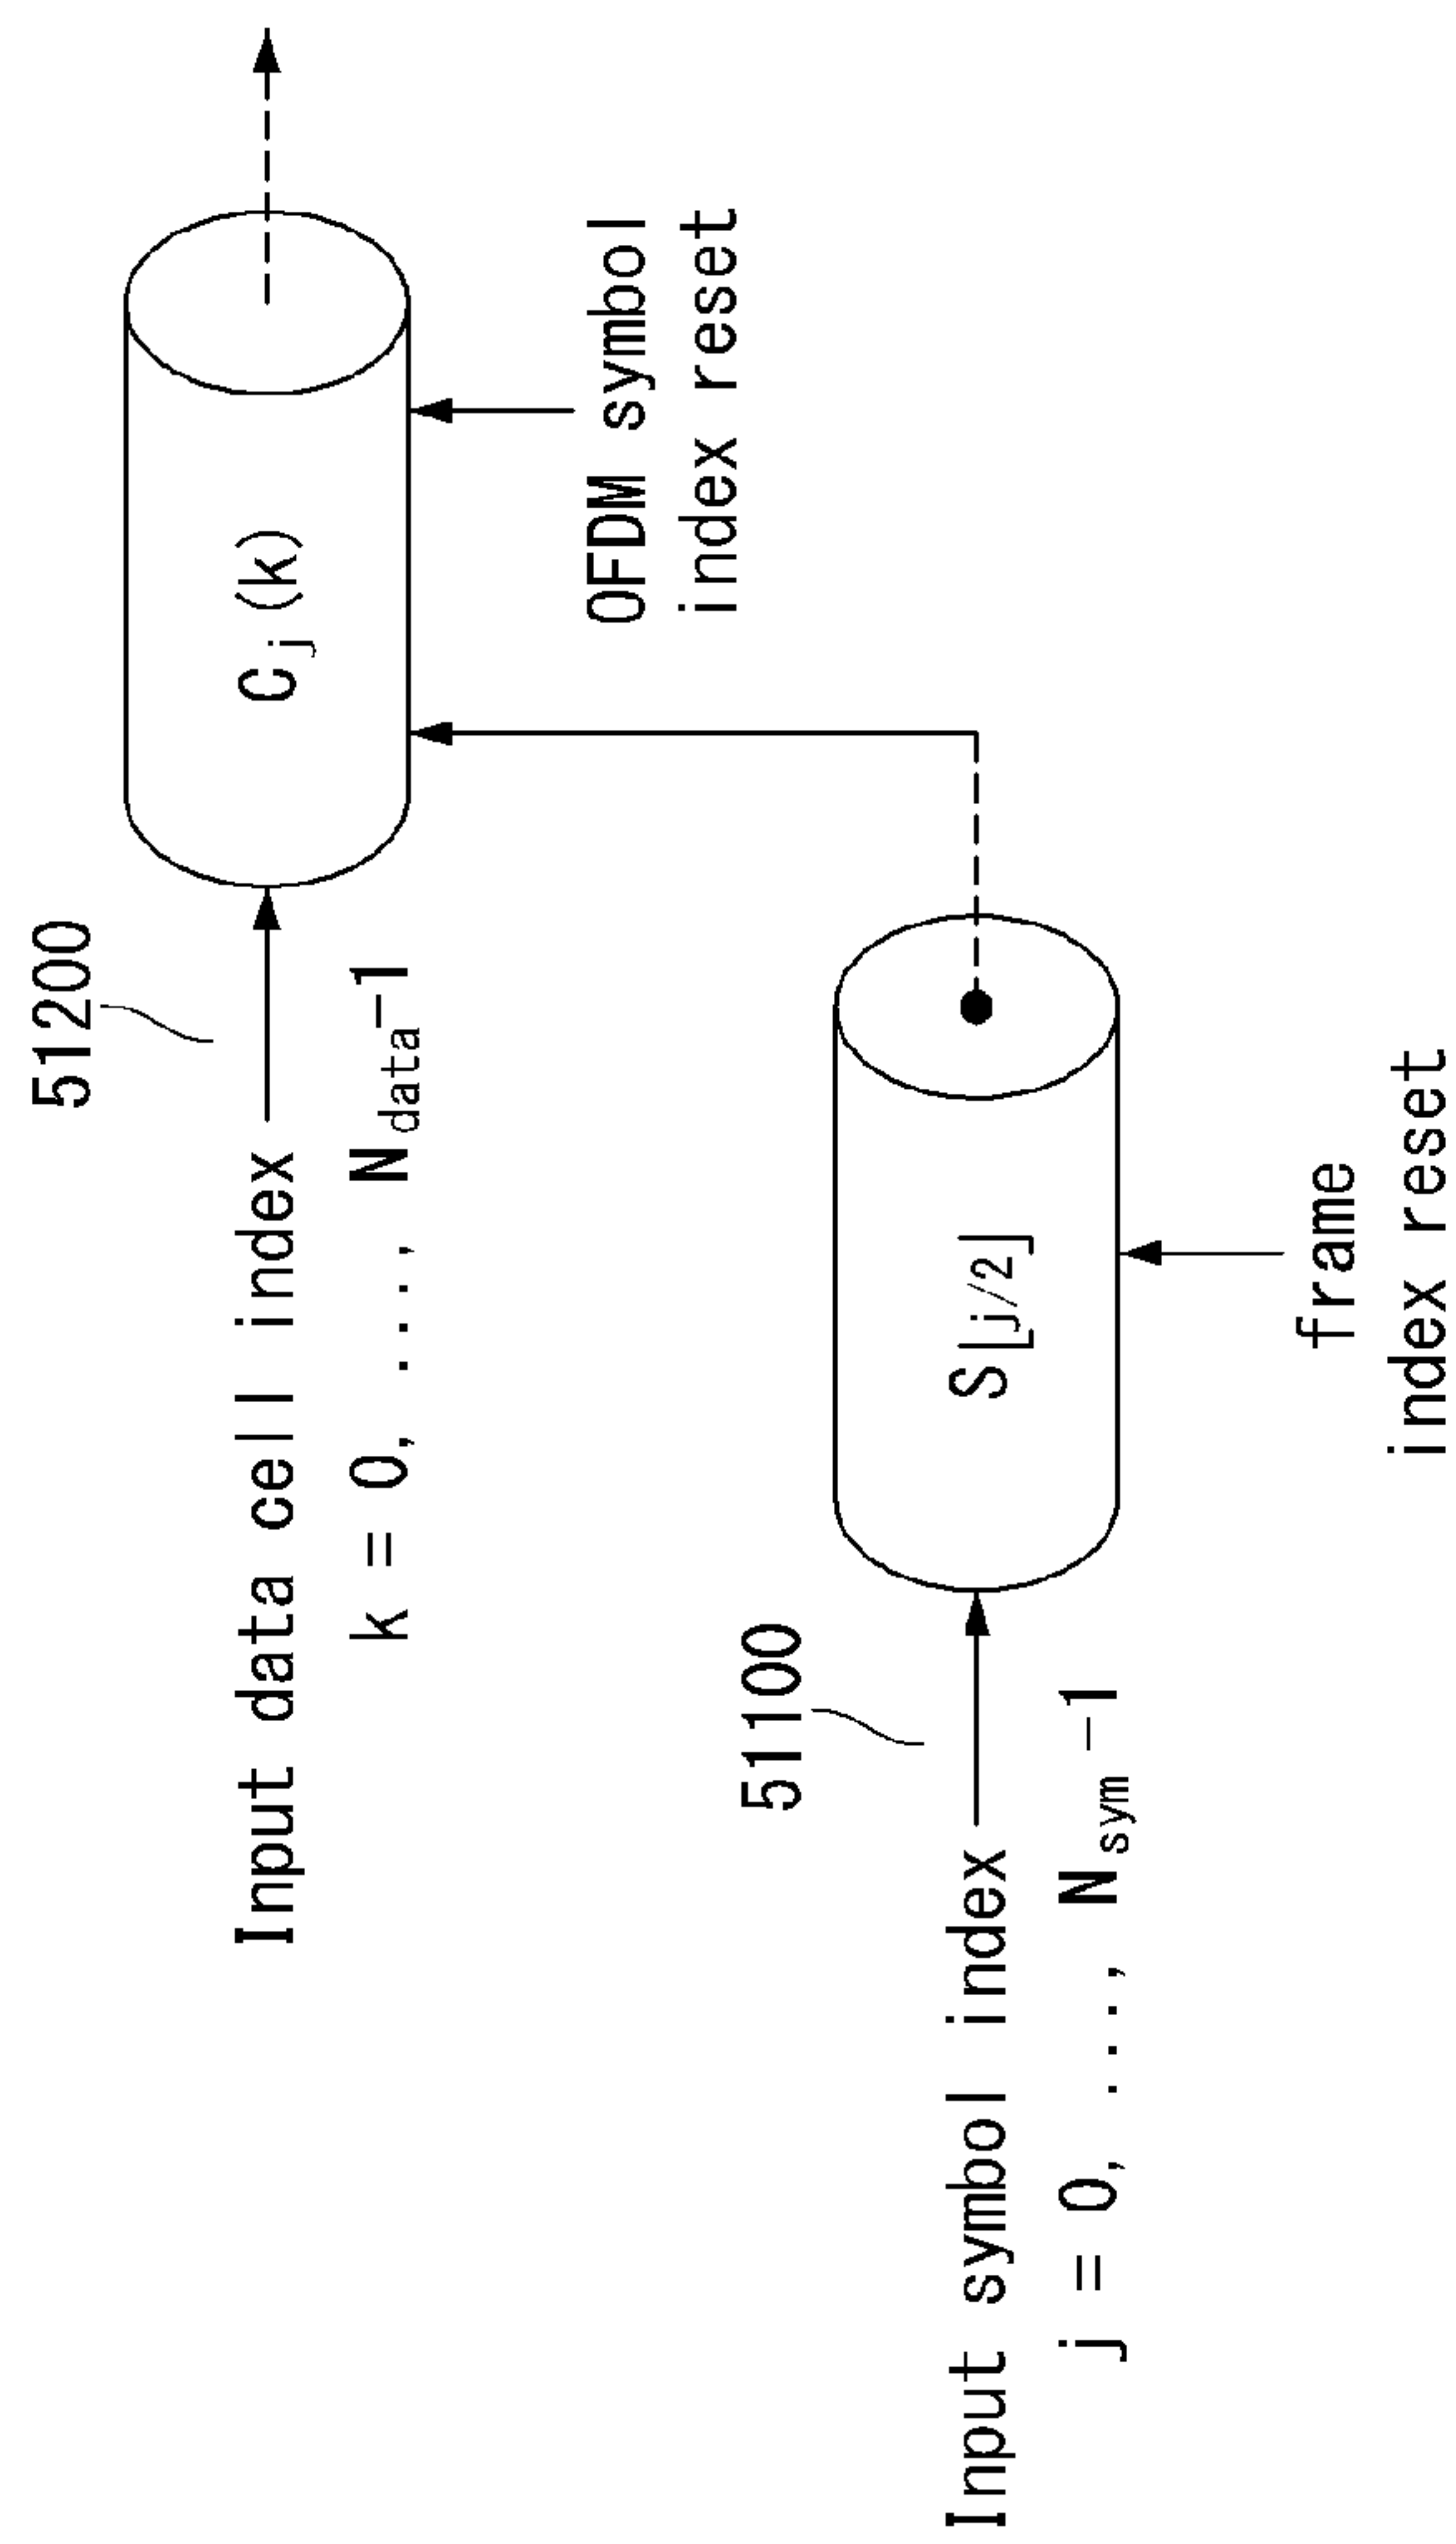 51200
Input data cell index
k = 0, ..., N_data-1
C_j (k)
OFDM symbol
index reset
51100
Input symbol index
j = 0, ..., N_sym-1
S_⌊j/2⌋
frame
index reset